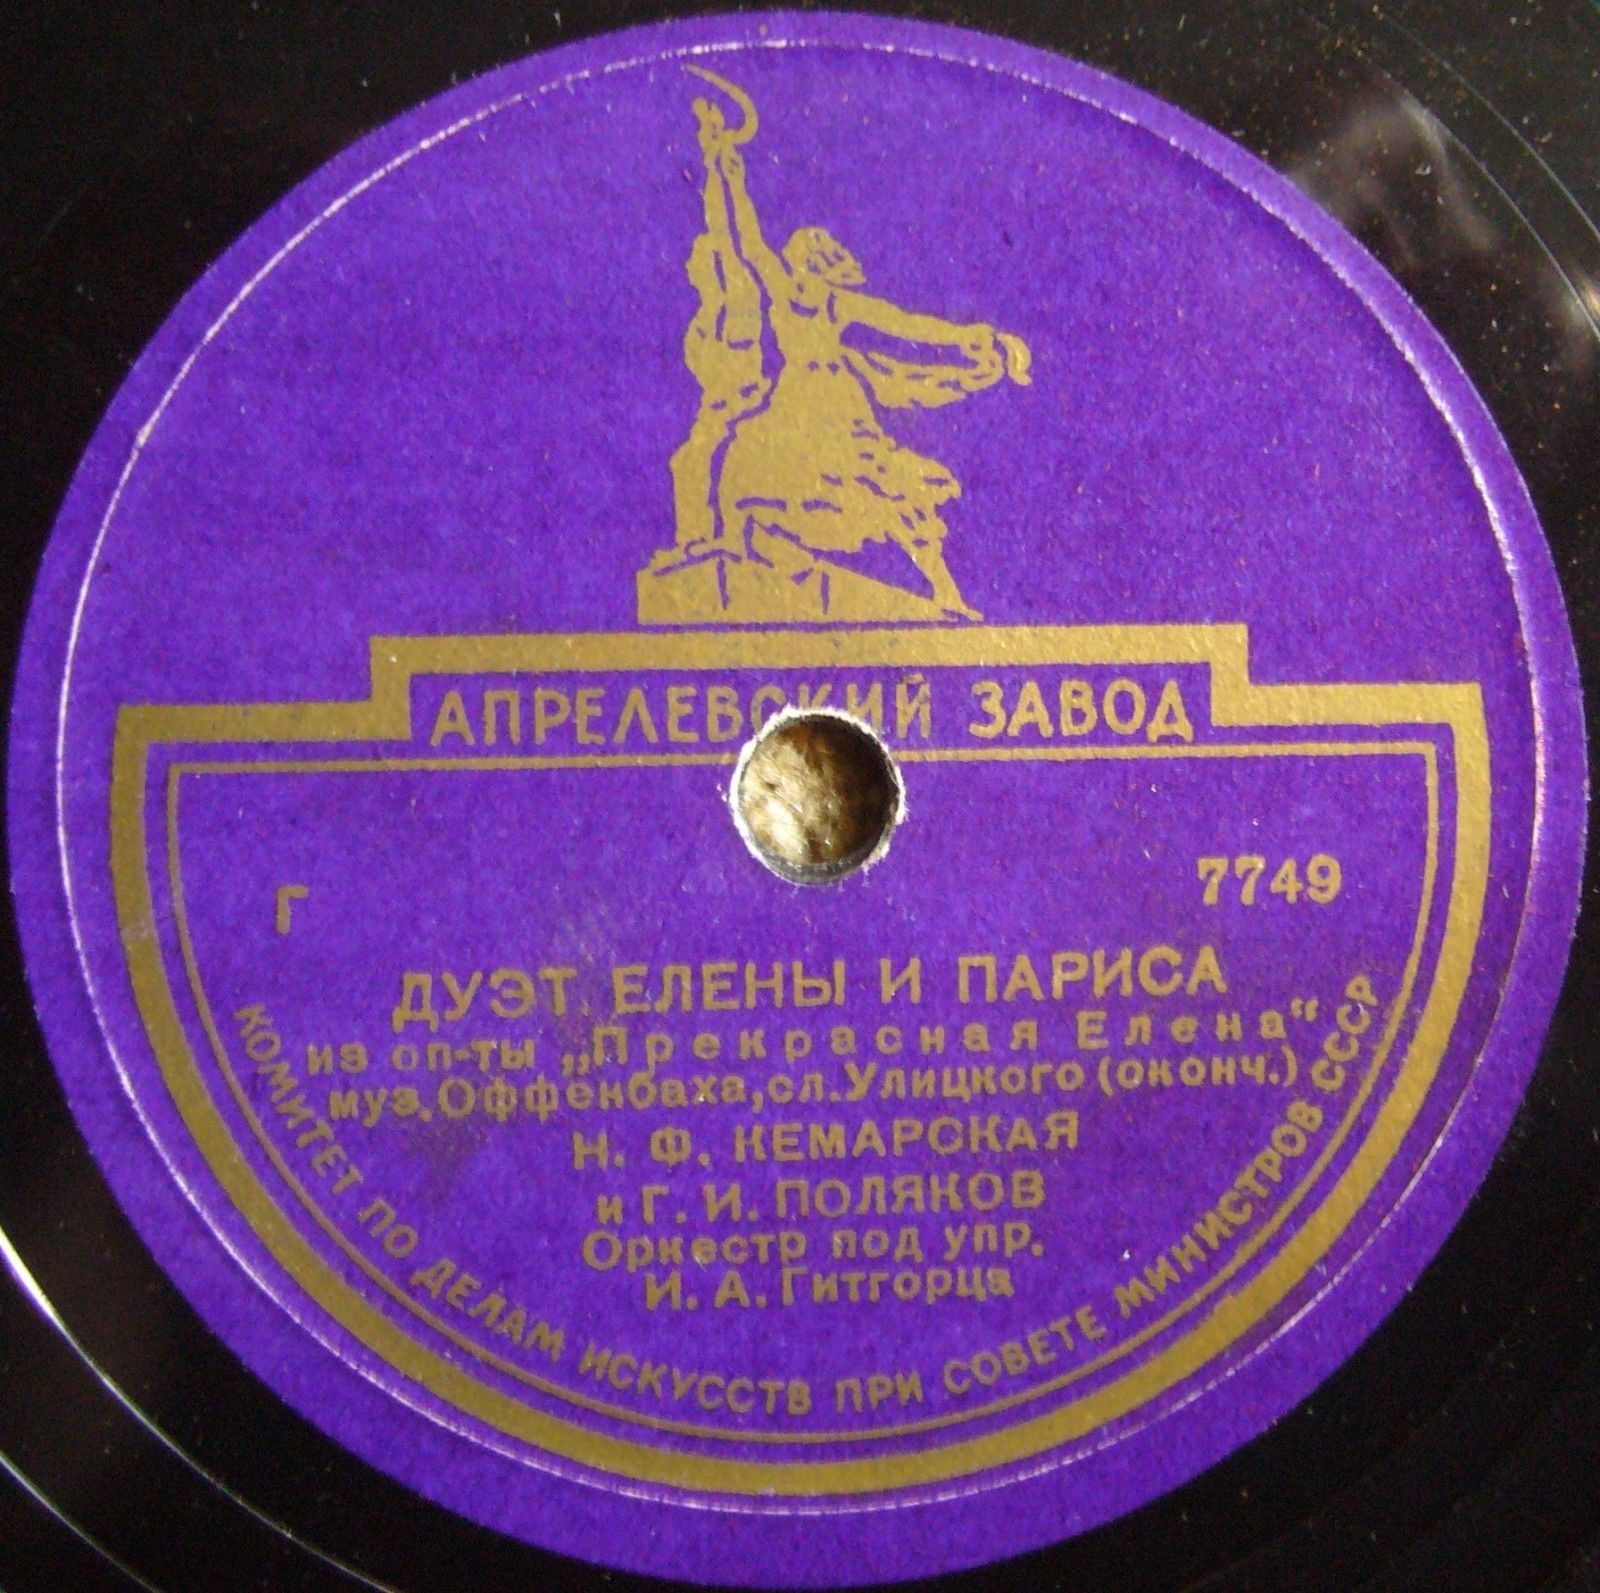 АПРЕЛЕВСКИЙ ЗАВОД
Г 7749
ДУЭТ ЕЛЕНЫ И ПАРИСА
из оп-ты „Прекрасная Елена“
муз.Оффенбаха,сл.Улицкого (оконч.)
Н. Ф. КЕМАРСКАЯ
и Г. И. ПОЛЯКОВ
Оркестр под упр.
И. А. Гитгорца
КОМИТЕТ ПО ДЕЛАМ ИСКУССТВ ПРИ СОВЕТЕ МИНИСТРОВ СССР